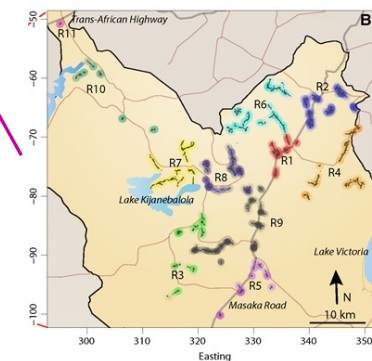 -50
Trans-African Highway
B
R11
-60
R10
R2
R6
-70
R1
R7
R8
R4
-80
Lake Kijanebalola
R9
-90
Lake Victoria
R3
R5
N
Masaka Road
10 km
-100
300
310
320
330
340
350
Easting